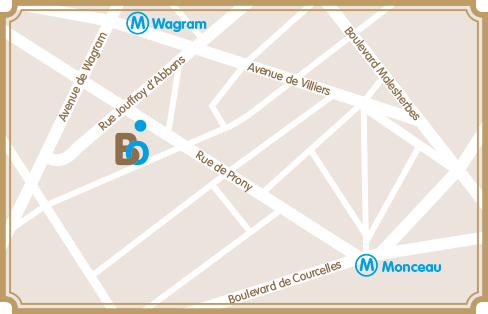 M Wagram
Avenue de Wagram
Rue Jouffroy d'Abbans
Avenue de Villiers
Boulevard Malesherbes
Bo
Rue de Prony
M Monceau
Boulevard de Courcelles